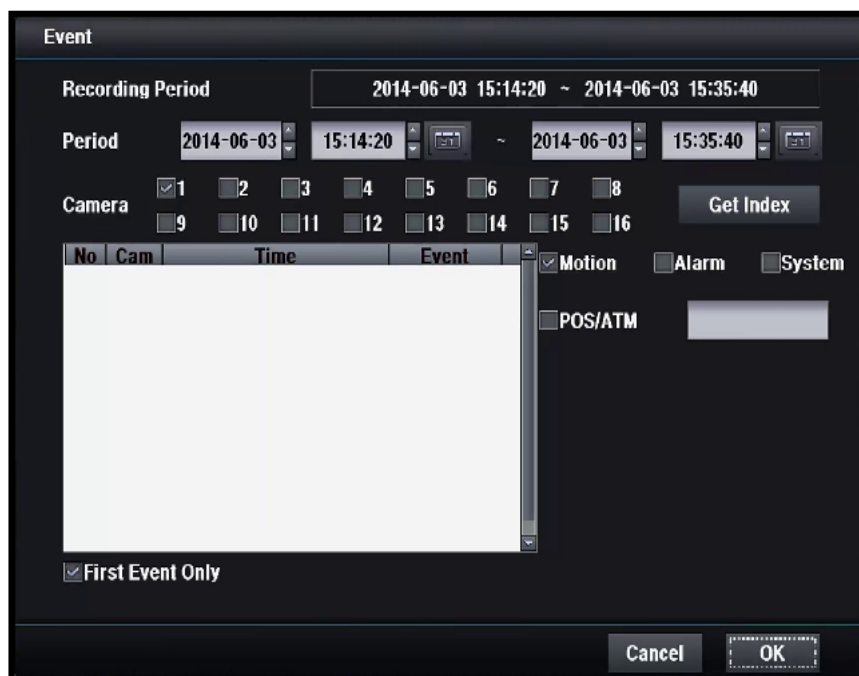 Event
Recording Period 2014-06-03 15:14:20 ~ 2014-06-03 15:35:40
Period 2014-06-03 15:14:20 ~ 2014-06-03 15:35:40
Camera 1 2 3 4 5 6 7 8
9 10 11 12 13 14 15 16
Get Index
No Cam Time Event
Motion Alarm System
POS/ATM
First Event Only
Cancel OK